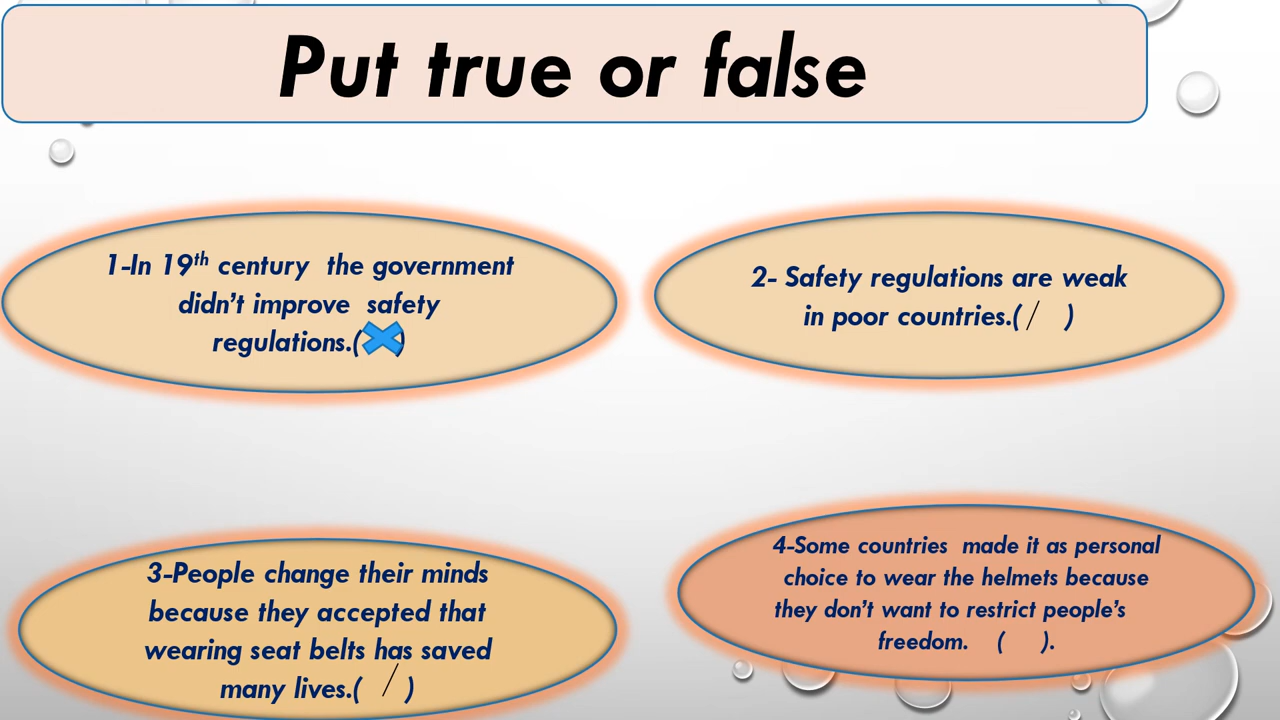 Put true or false
1-In 19th century the government
didn't improve safety
regulations.( )
2- Safety regulations are weak
in poor countries.( / )
3-People change their minds
because they accepted that
wearing seat belts has saved
many lives.( / )
4-Some countries made it as personal
choice to wear the helmets because
they don't want to restrict people's
freedom. ( ).